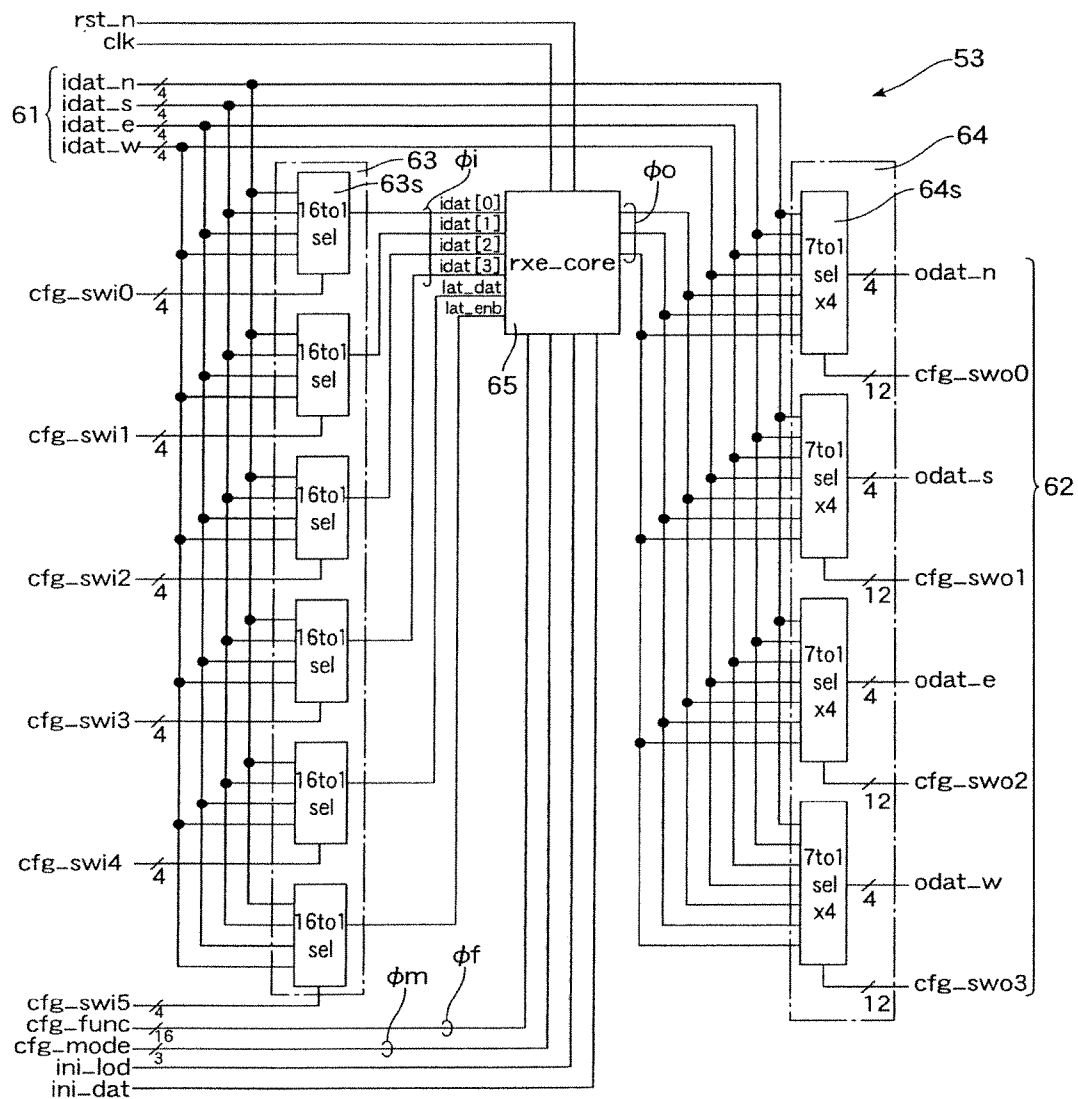 rst_n
clk
53
61
idat_n
4
idat_s
4
idat_e
4
idat_w
4
63
63s
φi
φo
64
64s
16to1
sel
cfg_swi0
4
16to1
sel
cfg_swi1
4
16to1
sel
cfg_swi2
4
16to1
sel
cfg_swi3
4
16to1
sel
cfg_swi4
4
16to1
sel
cfg_swi5
4
idat [0]
idat [1]
idat [2]
idat [3]
lat_dat
lat_enb
rxe_core
65
7to1
sel
x4
odat_n
4
cfg_swo0
12
7to1
sel
x4
odat_s
4
cfg_swo1
12
62
7to1
sel
x4
odat_e
4
cfg_swo2
12
7to1
sel
x4
odat_w
4
cfg_swo3
12
φm
φf
cfg_func
16
cfg_mode
3
ini_lod
ini_dat